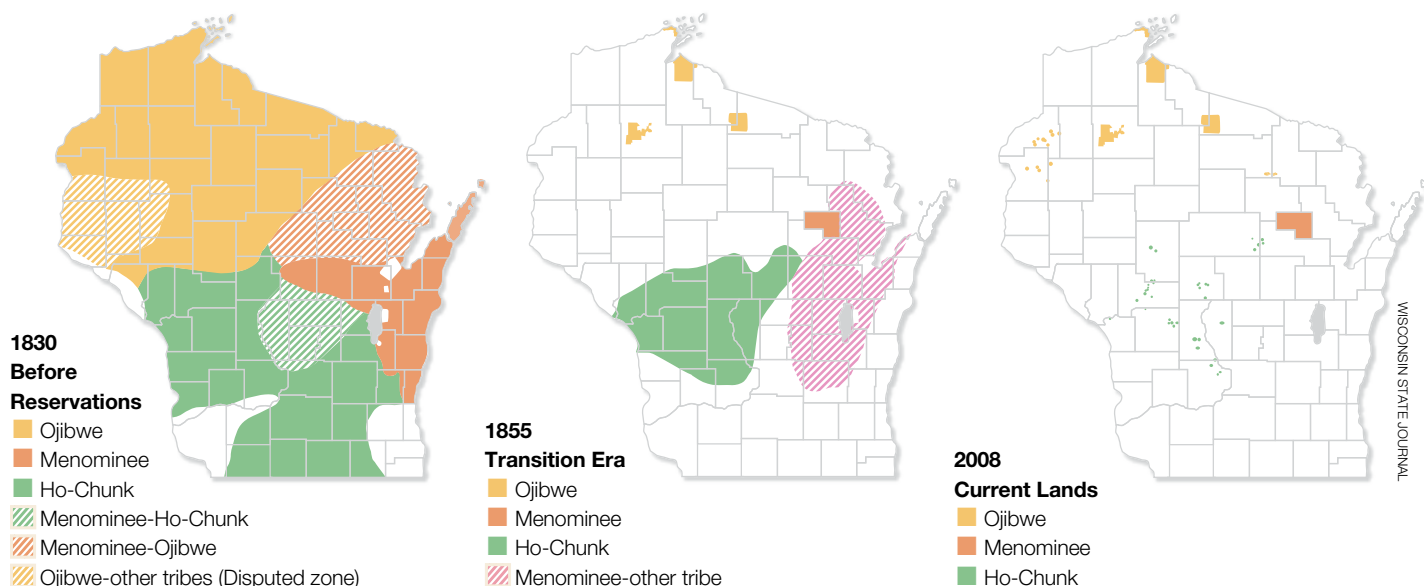 1830
Before
Reservations
Ojibwe
Menominee
Ho-Chunk
Menominee-Ho-Chunk
Menominee-Ojibwe
Ojibwe-other tribes (Disputed zone)
1855
Transition Era
Ojibwe
Menominee
Ho-Chunk
Menominee-other tribe
2008
Current Lands
Ojibwe
Menominee
Ho-Chunk
WISCONSIN STATE JOURNAL